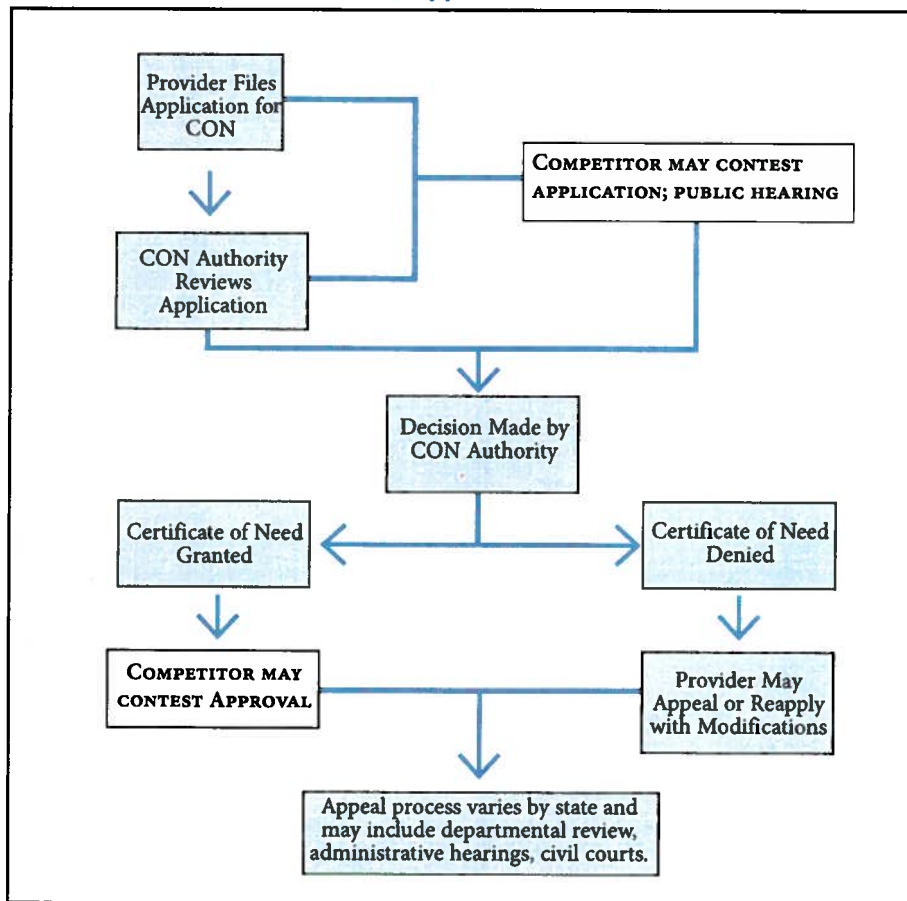 Provider Files
Application for
CON
COMPETITOR MAY CONTEST
APPLICATION; PUBLIC HEARING
CON Authority
Reviews
Application
Decision Made by
CON Authority
Certificate of Need
Granted
Certificate of Need
Denied
COMPETITOR MAY
CONTEST APPROVAL
Provider May
Appeal or Reapply
with Modifications
Appeal process varies by state and
may include departmental review,
administrative hearings, civil courts.